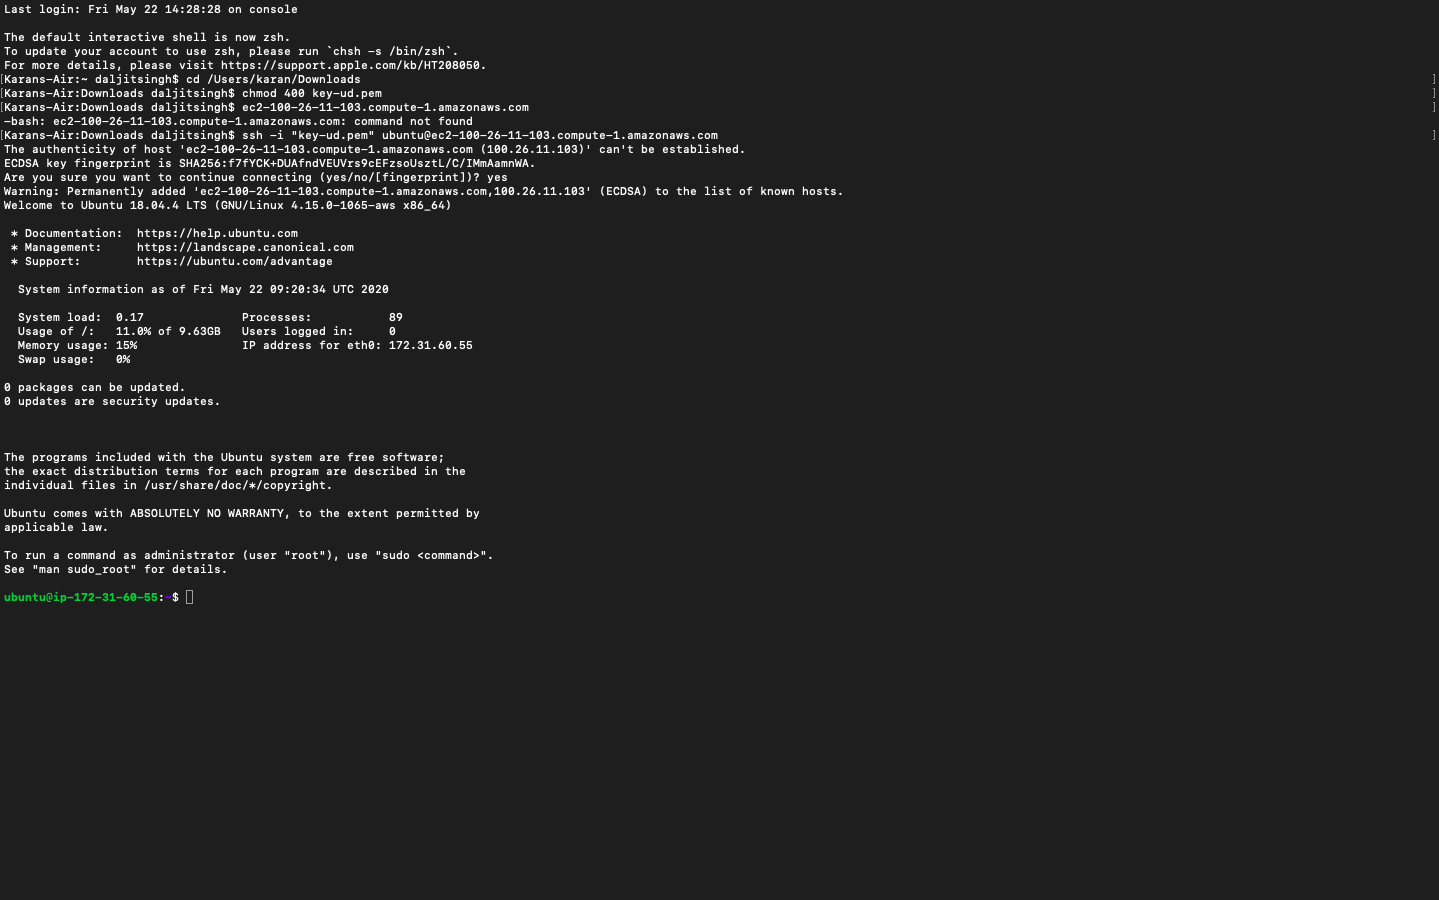 Last login: Fri May 22 14:28:28 on console
The default interactive shell is now zsh.
To update your account to use zsh, please run `chsh -s /bin/zsh`.
For more details, please visit https://support.apple.com/kb/HT208050.
[Karans-Air:~ daljitsingh$ cd /Users/karan/Downloads ]
[Karans-Air:Downloads daljitsingh$ chmod 400 key-ud.pem ]
[Karans-Air:Downloads daljitsingh$ ec2-100-26-11-103.compute-1.amazonaws.com ]
-bash: ec2-100-26-11-103.compute-1.amazonaws.com: command not found
[Karans-Air:Downloads daljitsingh$ ssh -i "key-ud.pem" ubuntu@ec2-100-26-11-103.compute-1.amazonaws.com ]
The authenticity of host 'ec2-100-26-11-103.compute-1.amazonaws.com (100.26.11.103)' can't be established.
ECDSA key fingerprint is SHA256:f7fYCK+DUAfndVEUVrs9cEFzsoUsztL/C/IMmAamnWA.
Are you sure you want to continue connecting (yes/no/[fingerprint])? yes
Warning: Permanently added 'ec2-100-26-11-103.compute-1.amazonaws.com,100.26.11.103' (ECDSA) to the list of known hosts.
Welcome to Ubuntu 18.04.4 LTS (GNU/Linux 4.15.0-1065-aws x86_64)
* Documentation:  https://help.ubuntu.com
* Management:     https://landscape.canonical.com
* Support:        https://ubuntu.com/advantage
System information as of Fri May 22 09:20:34 UTC 2020
System load:  0.17              Processes:           89
Usage of /:   11.0% of 9.63GB   Users logged in:     0
Memory usage: 15%               IP address for eth0: 172.31.60.55
Swap usage:   0%
0 packages can be updated.
0 updates are security updates.
The programs included with the Ubuntu system are free software;
the exact distribution terms for each program are described in the
individual files in /usr/share/doc/*/copyright.
Ubuntu comes with ABSOLUTELY NO WARRANTY, to the extent permitted by
applicable law.
To run a command as administrator (user "root"), use "sudo <command>".
See "man sudo_root" for details.
ubuntu@ip-172-31-60-55:~$